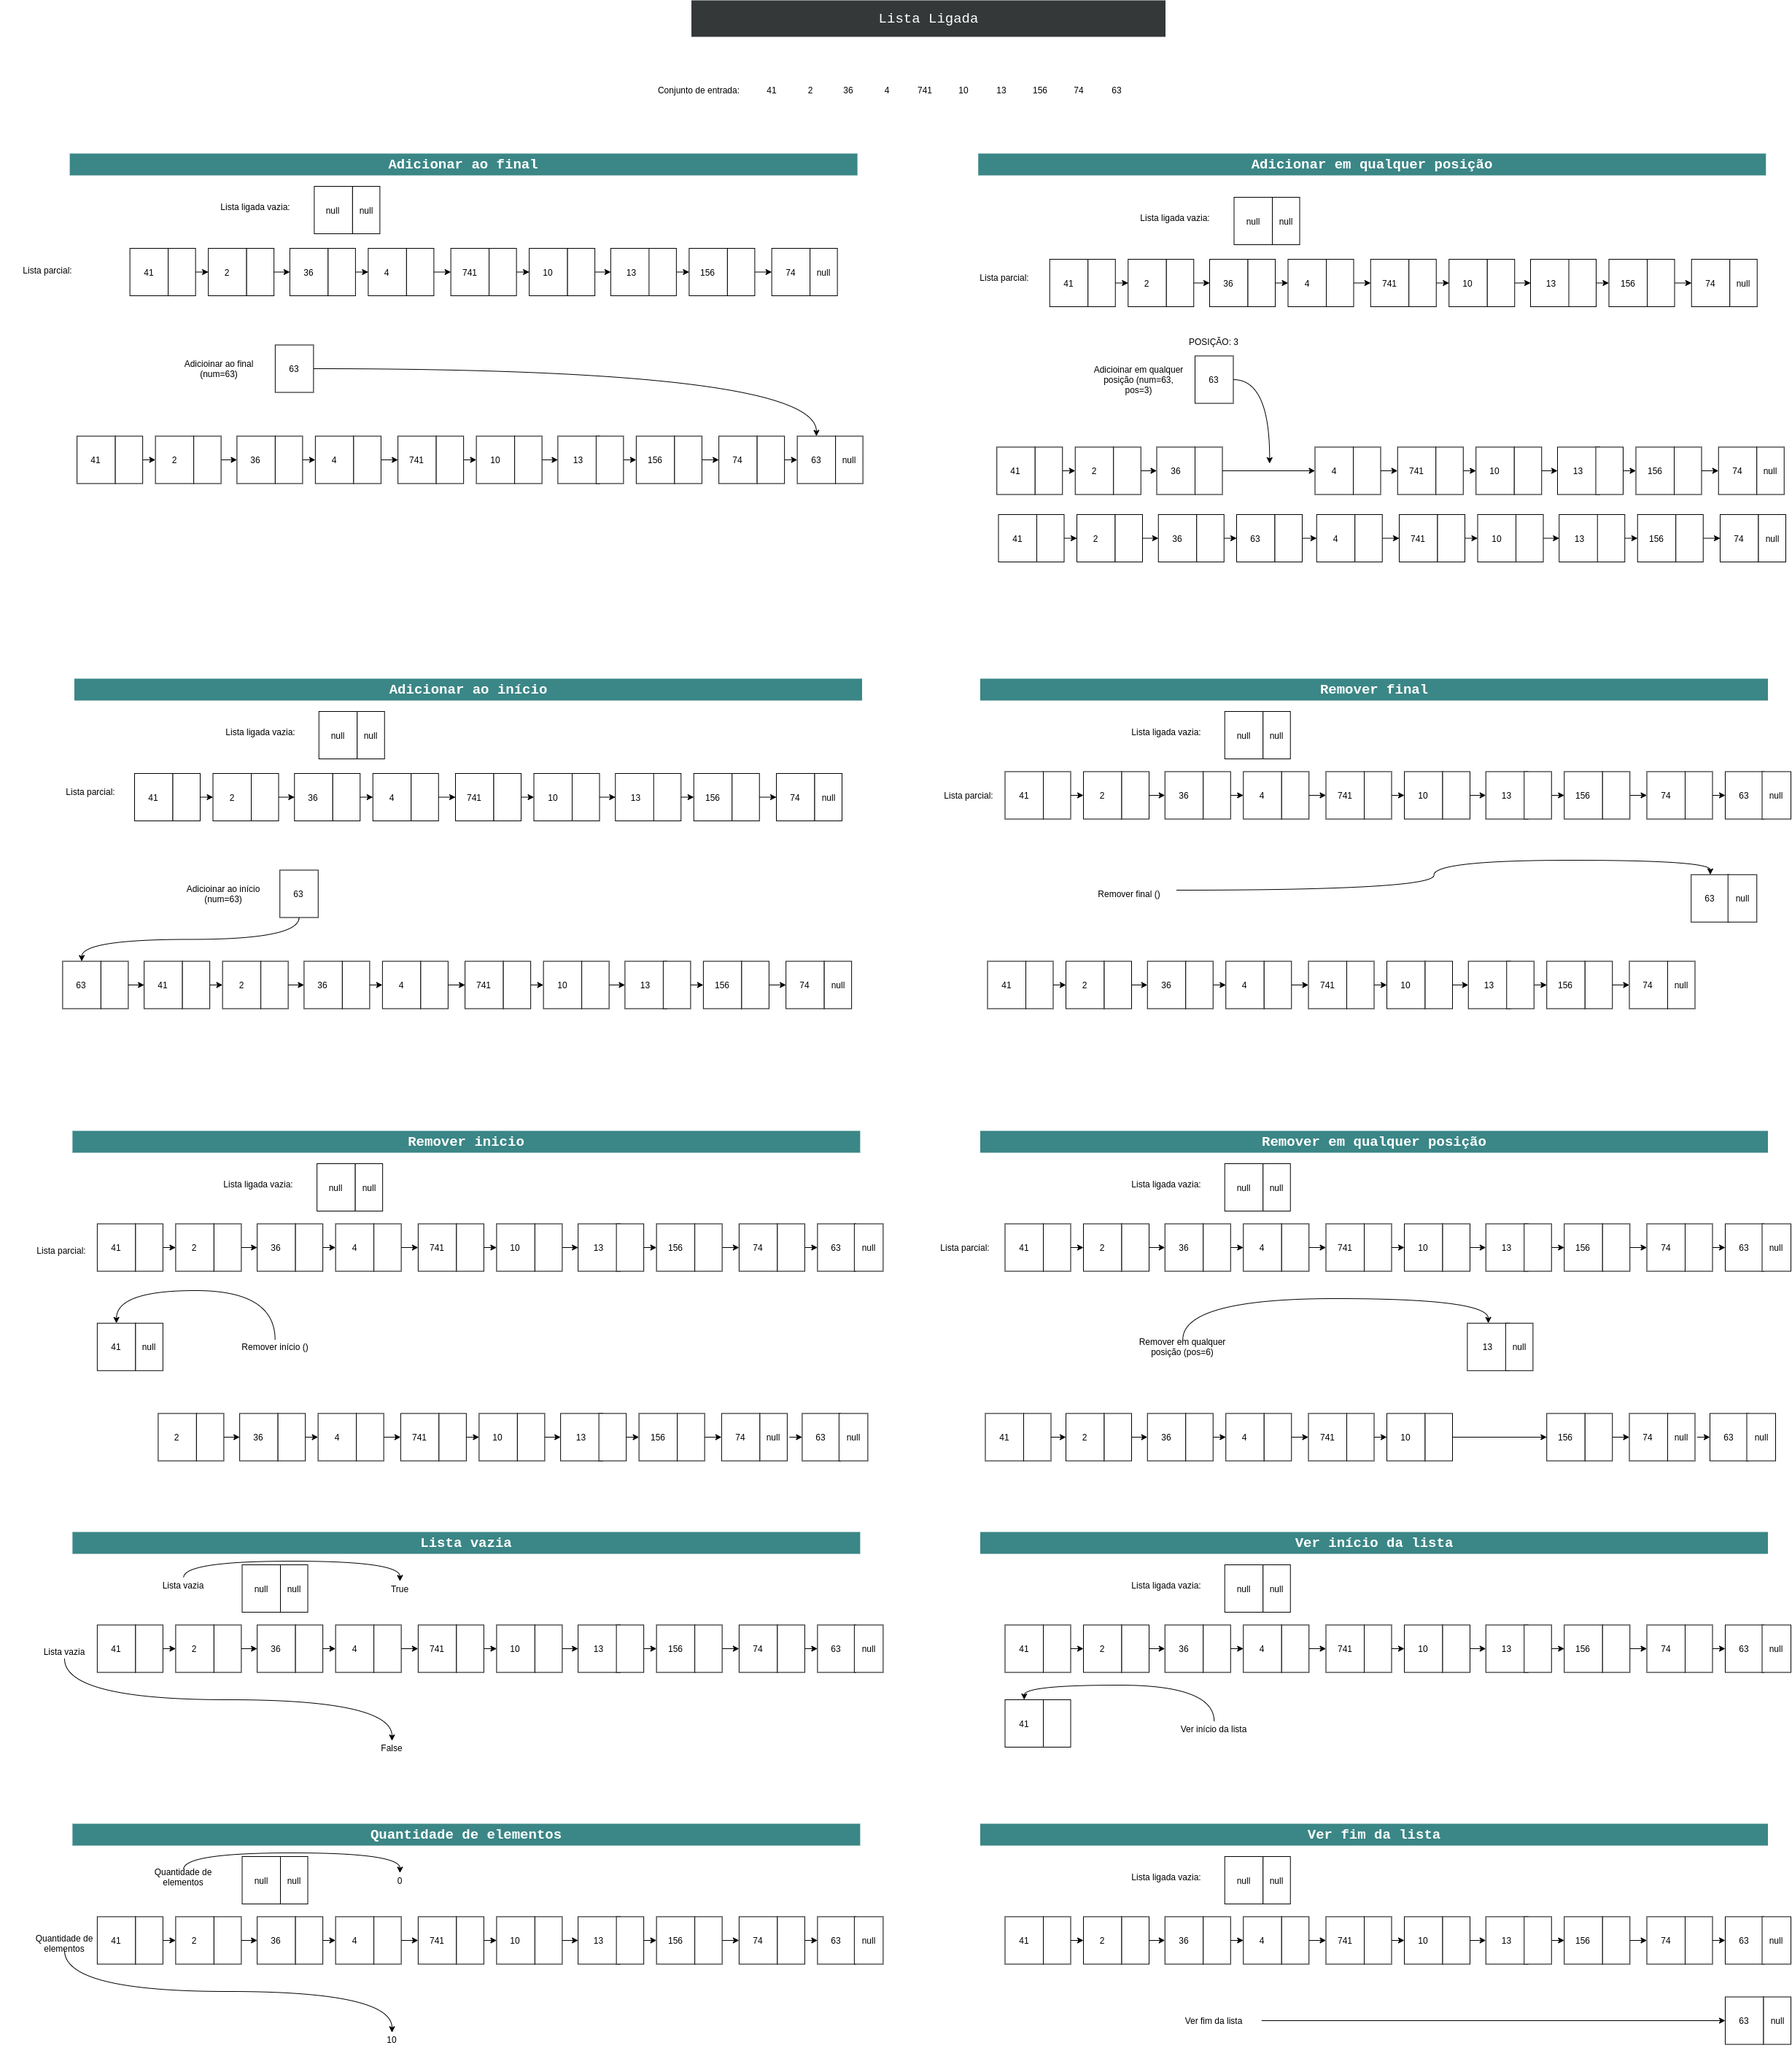 Lista Ligada
Conjunto de entrada: 41 2 36 4 741 10 13 156 74 63
Adicionar ao final
Lista ligada vazia: null null
Lista parcial: 41 2 36 4 741 10 13 156 74 null
Adicioinar ao final
(num=63)
63
41 2 36 4 741 10 13 156 74 63 null
Adicionar em qualquer posição
Lista ligada vazia: null null
Lista parcial: 41 2 36 4 741 10 13 156 74 null
POSIÇÃO: 3
Adicioinar em qualquer
posição (num=63,
pos=3)
63
41 2 36 4 741 10 13 156 74 null
41 2 36 63 4 741 10 13 156 74 null
Adicionar ao início
Lista ligada vazia: null null
Lista parcial: 41 2 36 4 741 10 13 156 74 null
Adicioinar ao início
(num=63)
63
63 41 2 36 4 741 10 13 156 74 null
Remover final
Lista ligada vazia: null null
Lista parcial: 41 2 36 4 741 10 13 156 74 63 null
Remover final ()
63 null
41 2 36 4 741 10 13 156 74 null
Remover inicio
Lista ligada vazia: null null
Lista parcial: 41 2 36 4 741 10 13 156 74 63 null
41 null
Remover início ()
2 36 4 741 10 13 156 74 null 63 null
Remover em qualquer posição
Lista ligada vazia: null null
Lista parcial: 41 2 36 4 741 10 13 156 74 63 null
Remover em qualquer
posição (pos=6)
13 null
41 2 36 4 741 10 156 74 null 63 null
Lista vazia
Lista vazia null null True
Lista vazia 41 2 36 4 741 10 13 156 74 63 null
False
Ver início da lista
Lista ligada vazia: null null
41 2 36 4 741 10 13 156 74 63 null
41
Ver início da lista
Quantidade de elementos
Quantidade de
elementos
null null 0
Quantidade de
elementos
41 2 36 4 741 10 13 156 74 63 null
10
Ver fim da lista
Lista ligada vazia: null null
41 2 36 4 741 10 13 156 74 63 null
Ver fim da lista 63 null